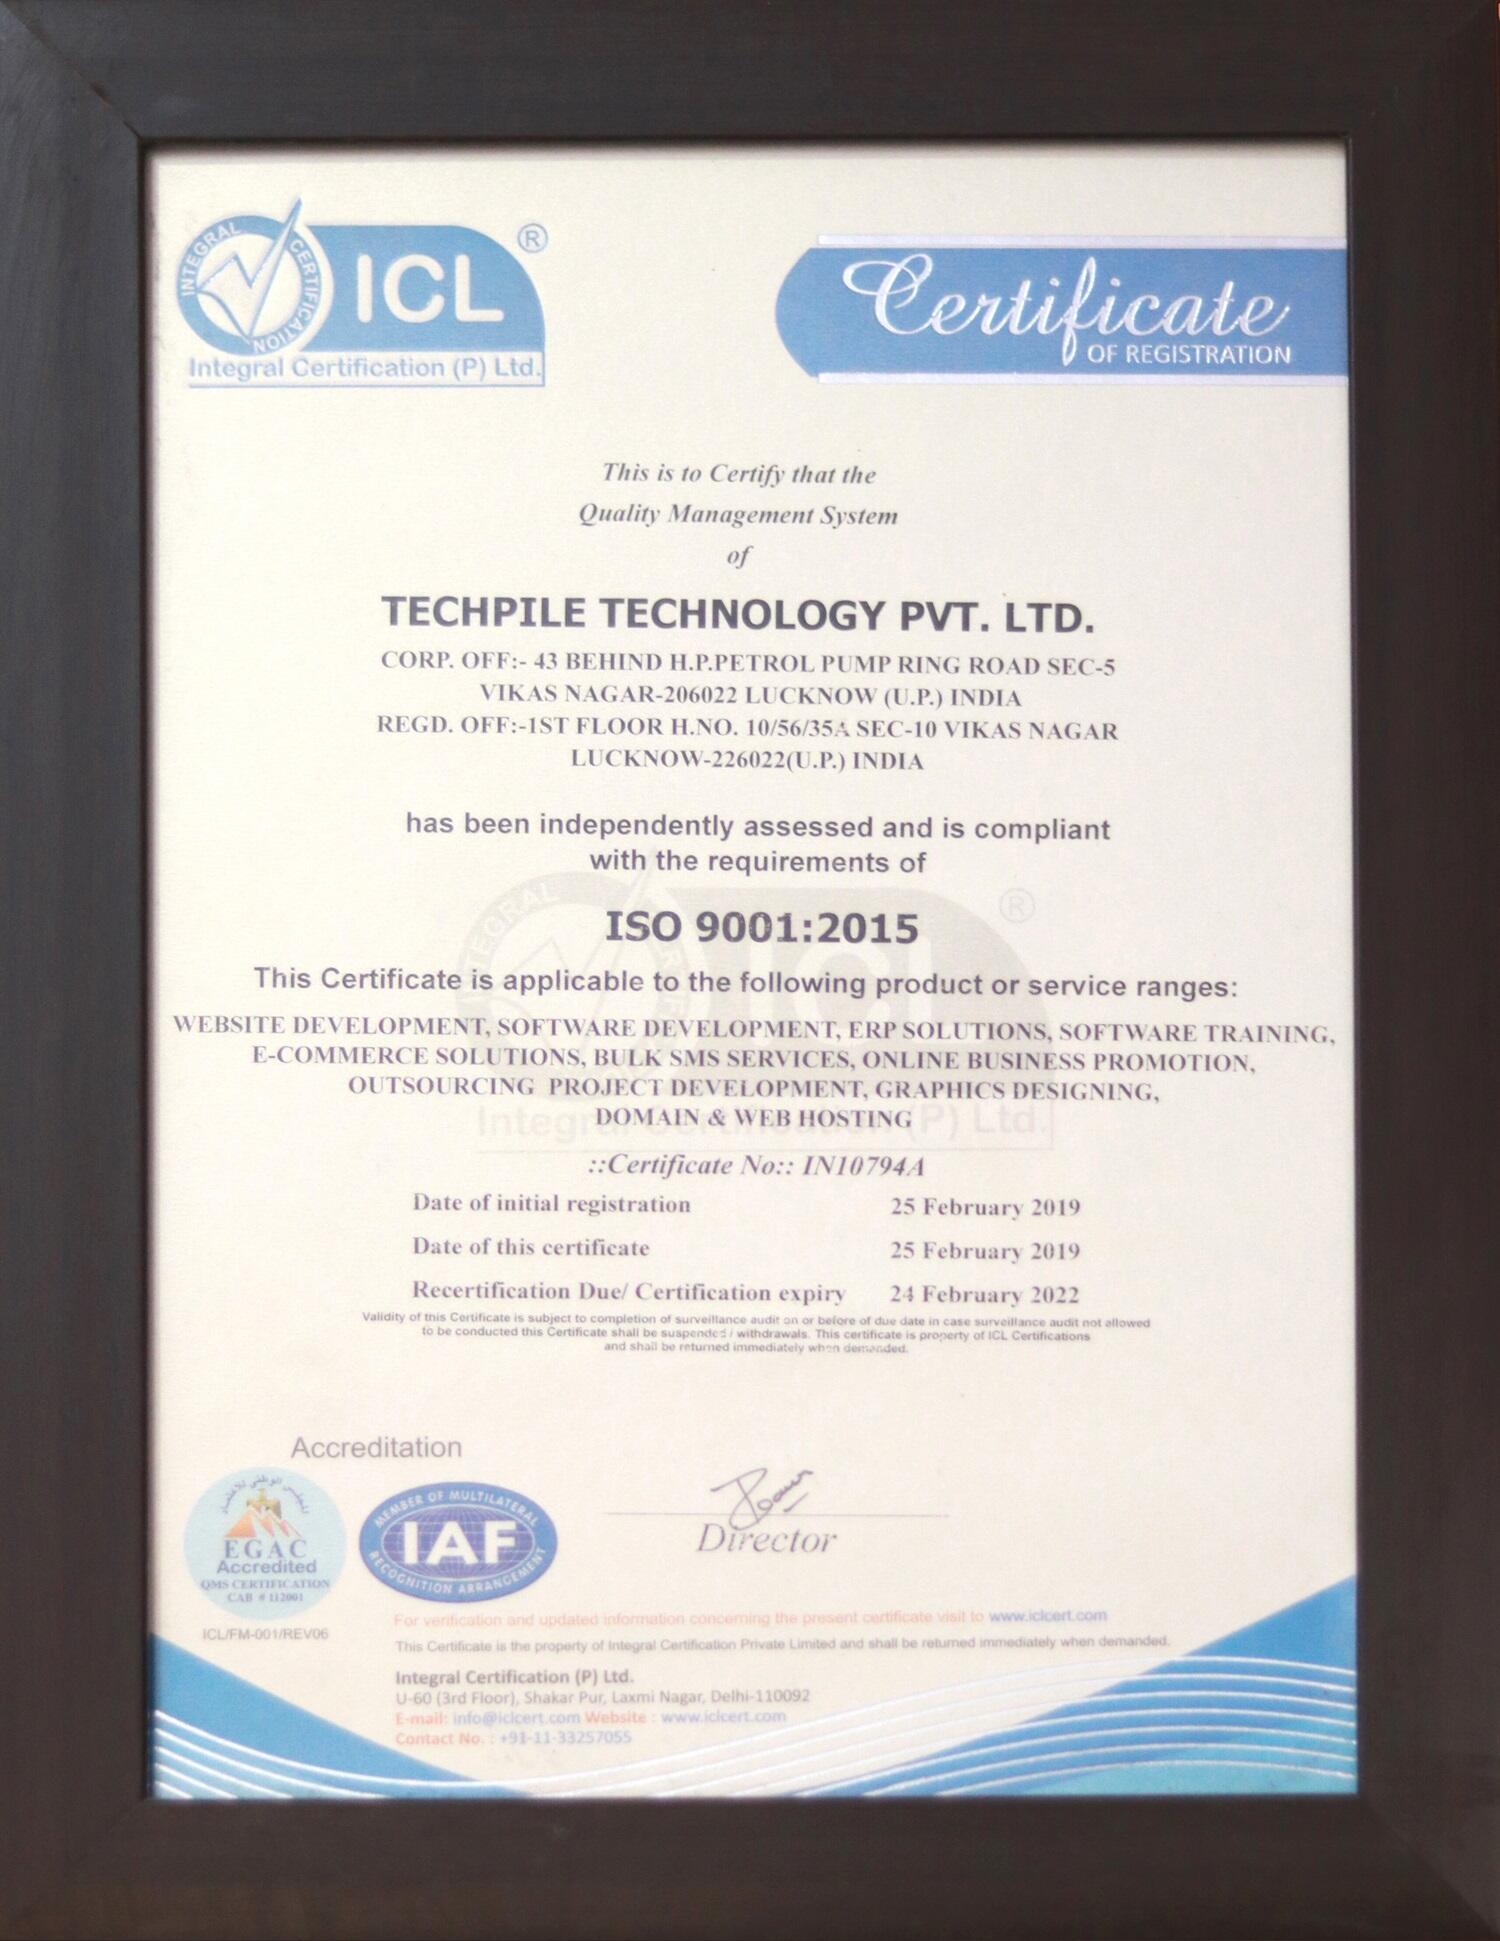 INTEGRAL CERTIFICATION
ICL ®
Integral Certification (P) Ltd.
Certificate
OF REGISTRATION
This is to Certify that the
Quality Management System
of
TECHPILE TECHNOLOGY PVT. LTD.
CORP. OFF:- 43 BEHIND H.P.PETROL PUMP RING ROAD SEC-5
VIKAS NAGAR-206022 LUCKNOW (U.P.) INDIA
REGD. OFF:-1ST FLOOR H.NO. 10/56/35A SEC-10 VIKAS NAGAR
LUCKNOW-226022(U.P.) INDIA
has been independently assessed and is compliant
with the requirements of
ISO 9001:2015
This Certificate is applicable to the following product or service ranges:
WEBSITE DEVELOPMENT, SOFTWARE DEVELOPMENT, ERP SOLUTIONS, SOFTWARE TRAINING,
E-COMMERCE SOLUTIONS, BULK SMS SERVICES, ONLINE BUSINESS PROMOTION,
OUTSOURCING PROJECT DEVELOPMENT, GRAPHICS DESIGNING,
DOMAIN & WEB HOSTING
::Certificate No:: IN10794A
Date of initial registration 25 February 2019
Date of this certificate 25 February 2019
Recertification Due/ Certification expiry 24 February 2022
Validity of this Certificate is subject to completion of surveillance audit on or before of due date in case surveillance audit not allowed
to be conducted this Certificate shall be suspended / withdrawals. This certificate is property of ICL Certifications
and shall be returned immediately when demanded.
Accreditation
EGAC
Accredited
QMS CERTIFICATION
CAB # 112001
MEMBER OF MULTILATERAL
IAF
RECOGNITION ARRANGEMENT
Director
ICL/FM-001/REV06
For verification and updated information concerning the present certificate visit to www.iclcert.com
This Certificate is the property of Integral Certification Private Limited and shall be returned immediately when demanded.
Integral Certification (P) Ltd.
U-60 (3rd Floor), Shakar Pur, Laxmi Nagar, Delhi-110092
E-mail: info@iclcert.com Website : www.iclcert.com
Contact No. : +91-11-33257055